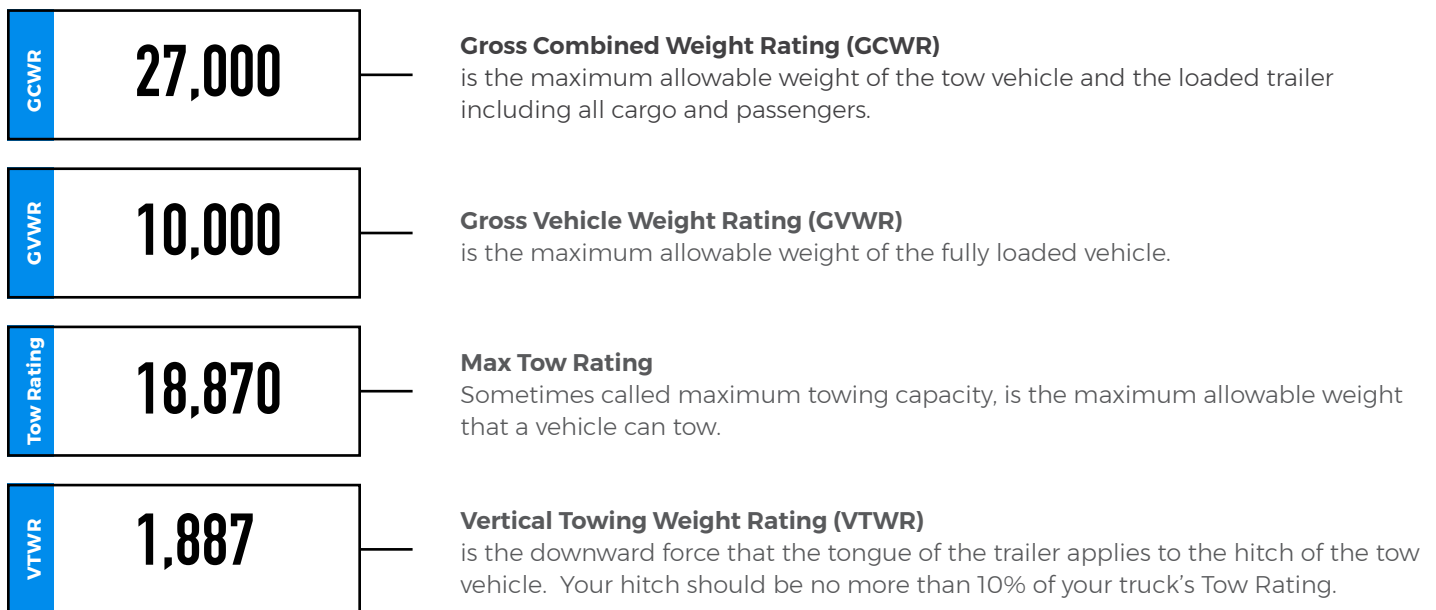 GCWR
27,000
Gross Combined Weight Rating (GCWR)
is the maximum allowable weight of the tow vehicle and the loaded trailer
including all cargo and passengers.
GVWR
10,000
Gross Vehicle Weight Rating (GVWR)
is the maximum allowable weight of the fully loaded vehicle.
Tow Rating
18,870
Max Tow Rating
Sometimes called maximum towing capacity, is the maximum allowable weight
that a vehicle can tow.
VTWR
1,887
Vertical Towing Weight Rating (VTWR)
is the downward force that the tongue of the trailer applies to the hitch of the tow
vehicle.  Your hitch should be no more than 10% of your truck's Tow Rating.